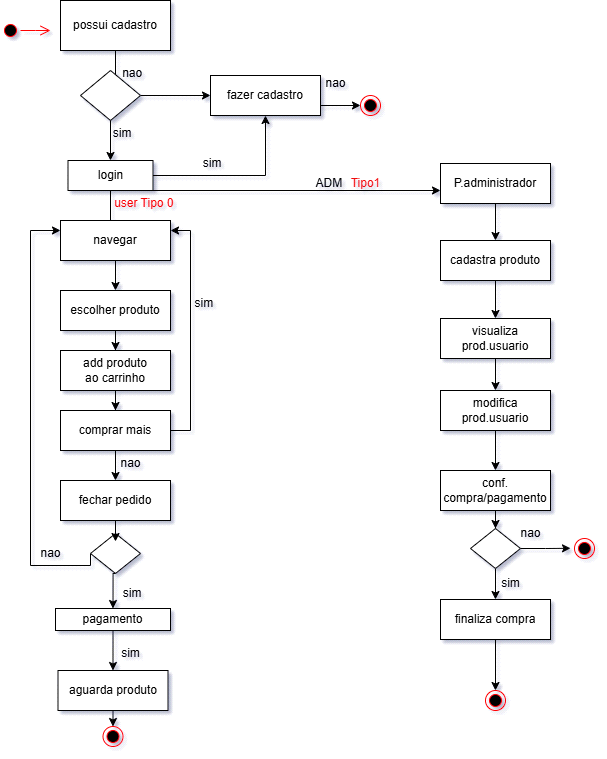 possui cadastro
nao
fazer cadastro
nao
sim
login
sim
ADM Tipo1
P.administrador
user Tipo 0
navegar
cadastra produto
escolher produto
sim
visualiza
prod.usuario
add produto
ao carrinho
modifica
prod.usuario
comprar mais
nao
fechar pedido
conf.
compra/pagamento
nao
nao
sim
sim
pagamento
finaliza compra
sim
aguarda produto